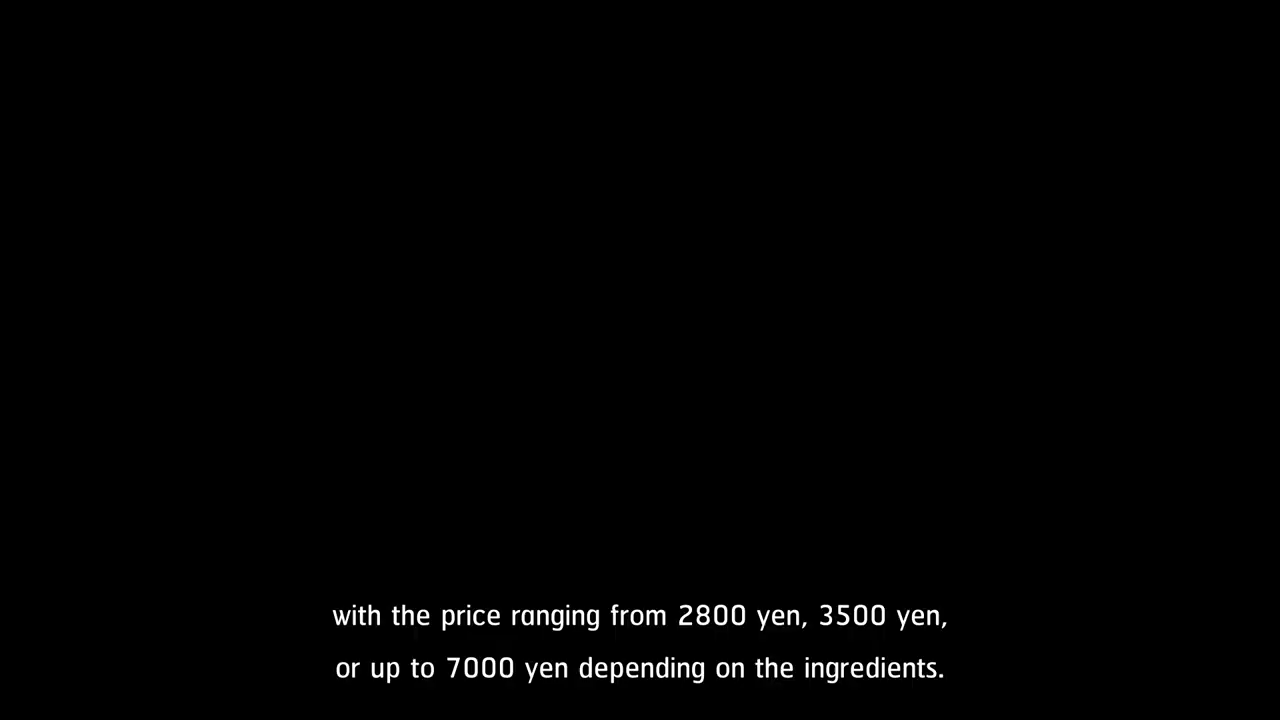 with the price ranging from 2800 yen, 3500 yen,
or up to 7000 yen depending on the ingredients.